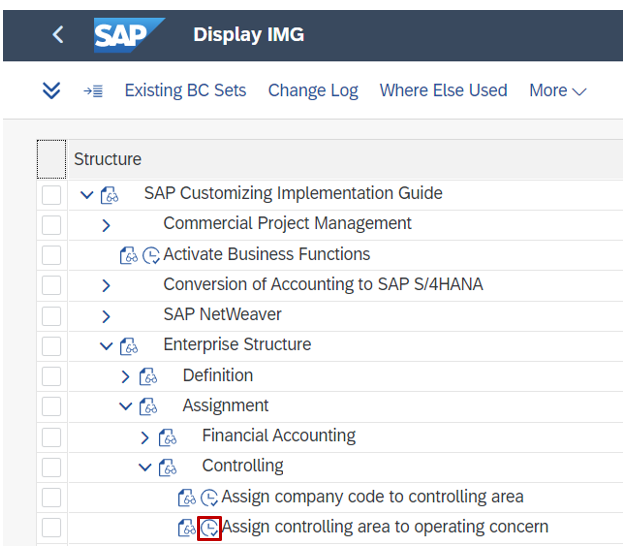 SAP Display IMG
Existing BC Sets Change Log Where Else Used More
Structure
SAP Customizing Implementation Guide
Commercial Project Management
Activate Business Functions
Conversion of Accounting to SAP S/4HANA
SAP NetWeaver
Enterprise Structure
Definition
Assignment
Financial Accounting
Controlling
Assign company code to controlling area
Assign controlling area to operating concern